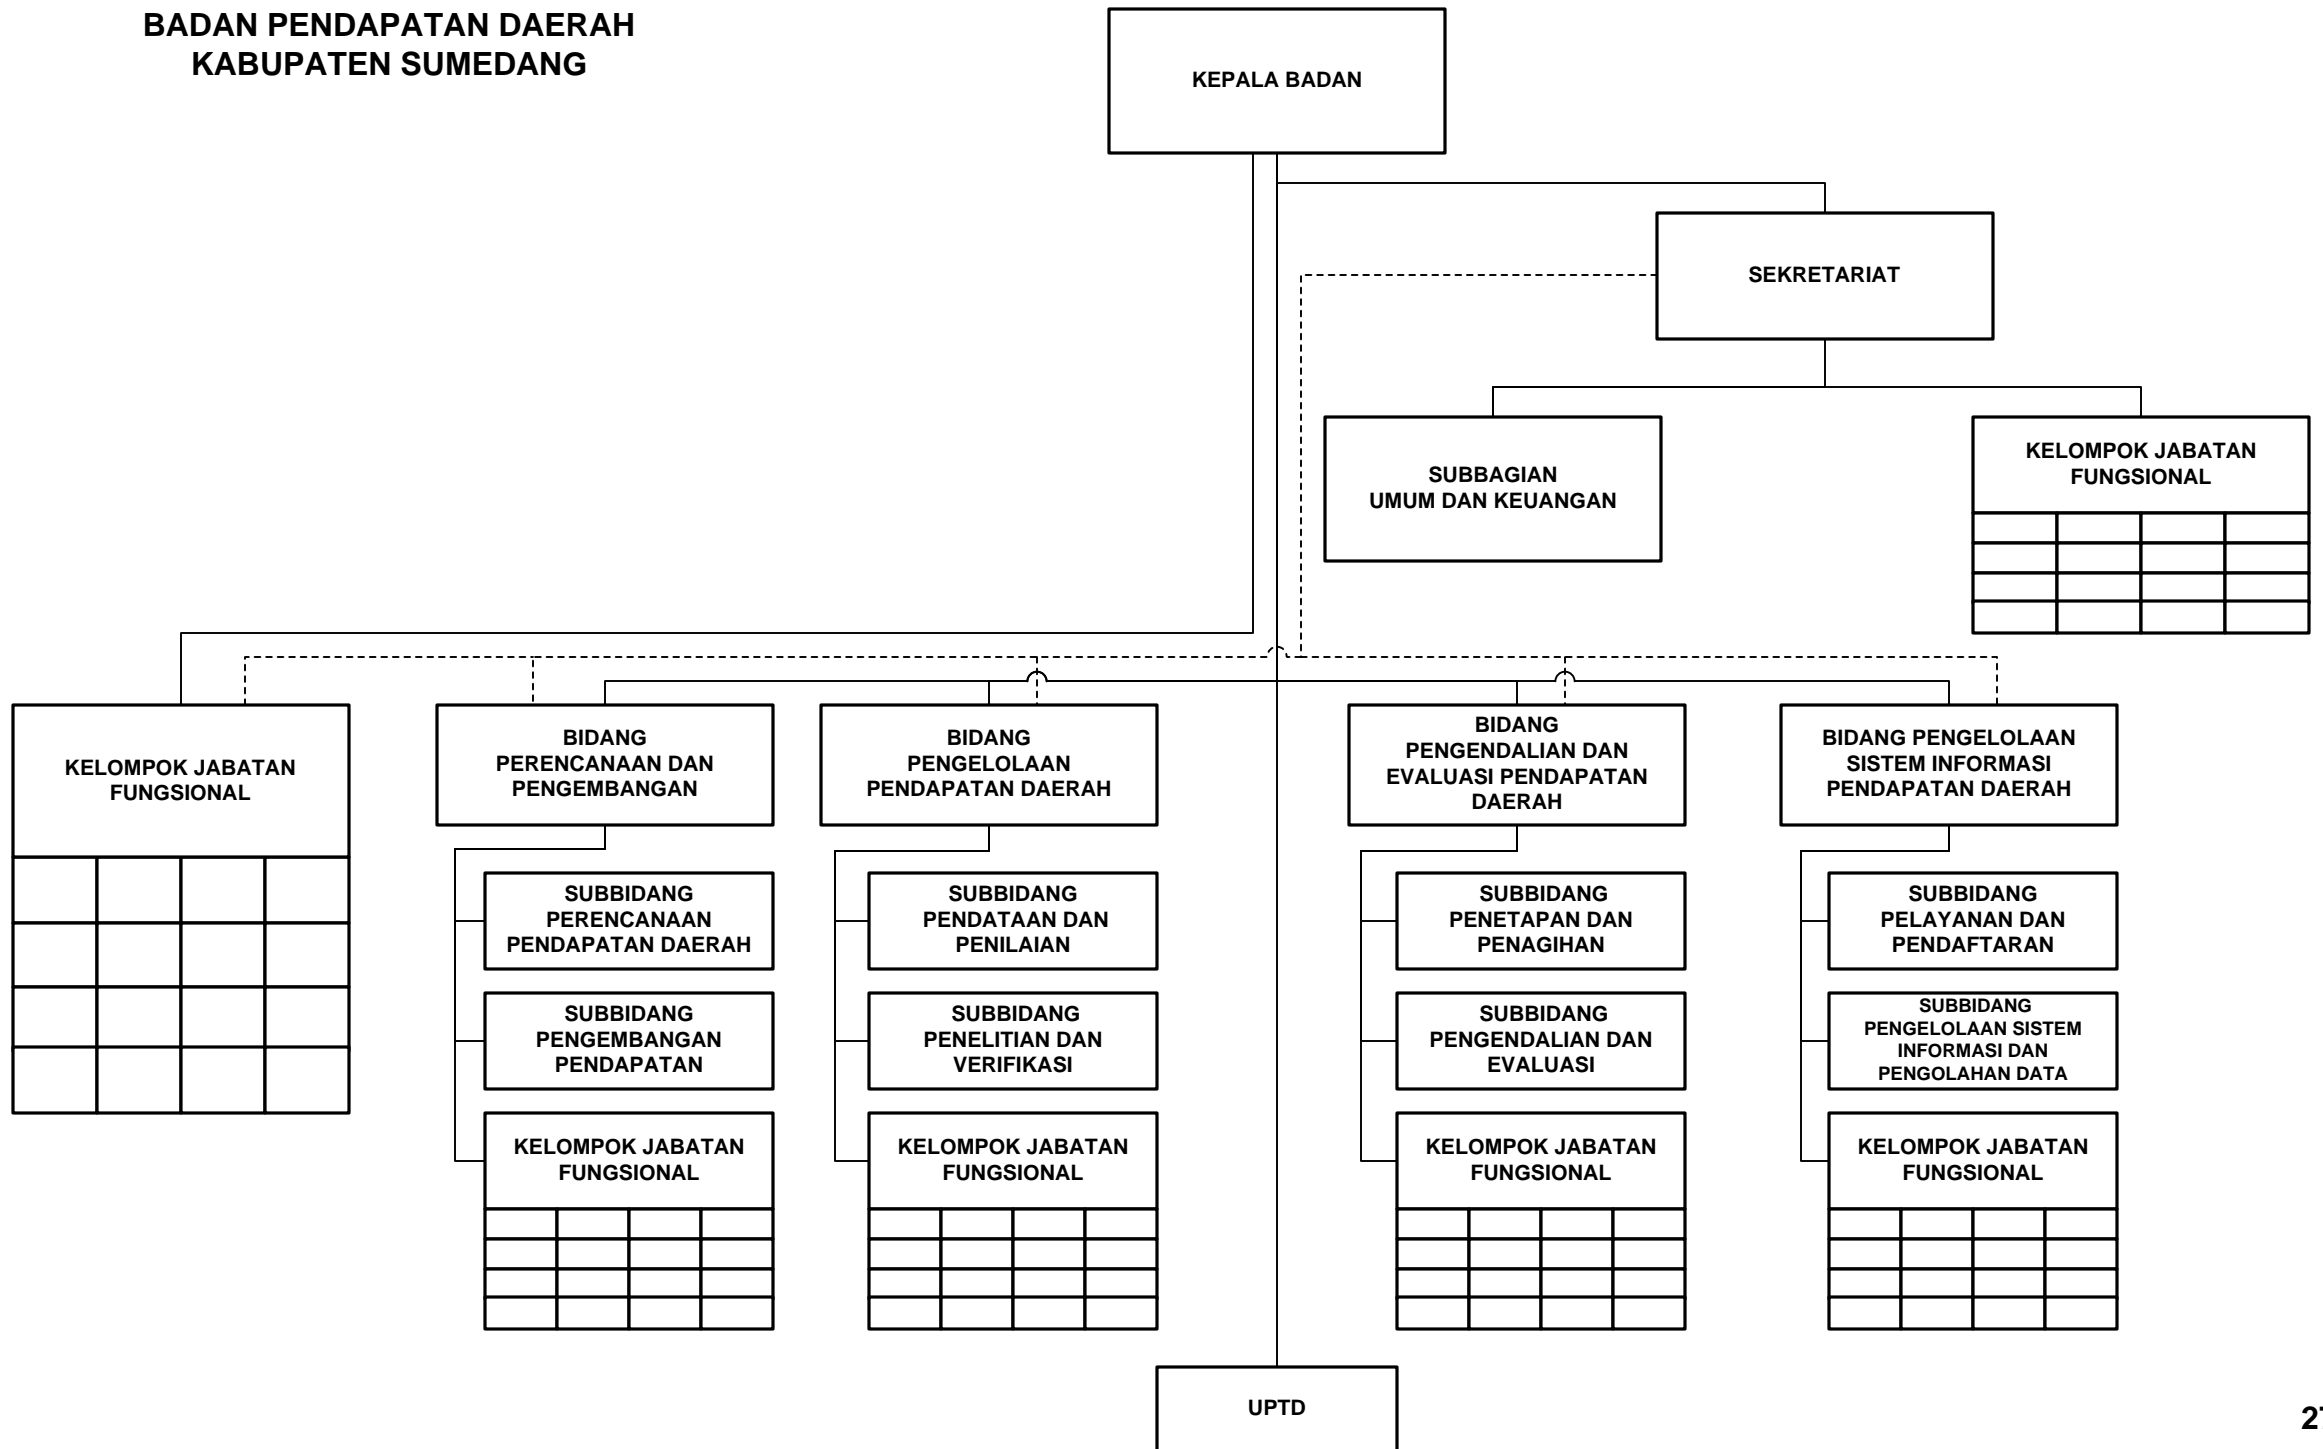 BADAN PENDAPATAN DAERAH
KABUPATEN SUMEDANG
KEPALA BADAN
SEKRETARIAT
SUBBAGIAN
UMUM DAN KEUANGAN
KELOMPOK JABATAN
FUNGSIONAL
KELOMPOK JABATAN
FUNGSIONAL
BIDANG
PERENCANAAN DAN
PENGEMBANGAN
BIDANG
PENGELOLAAN
PENDAPATAN DAERAH
BIDANG
PENGENDALIAN DAN
EVALUASI PENDAPATAN
DAERAH
BIDANG PENGELOLAAN
SISTEM INFORMASI
PENDAPATAN DAERAH
SUBBIDANG
PERENCANAAN
PENDAPATAN DAERAH
SUBBIDANG
PENDATAAN DAN
PENILAIAN
SUBBIDANG
PENETAPAN DAN
PENAGIHAN
SUBBIDANG
PELAYANAN DAN
PENDAFTARAN
SUBBIDANG
PENGEMBANGAN
PENDAPATAN
SUBBIDANG
PENELITIAN DAN
VERIFIKASI
SUBBIDANG
PENGENDALIAN DAN
EVALUASI
SUBBIDANG
PENGELOLAAN SISTEM
INFORMASI DAN
PENGOLAHAN DATA
KELOMPOK JABATAN
FUNGSIONAL
KELOMPOK JABATAN
FUNGSIONAL
KELOMPOK JABATAN
FUNGSIONAL
KELOMPOK JABATAN
FUNGSIONAL
UPTD